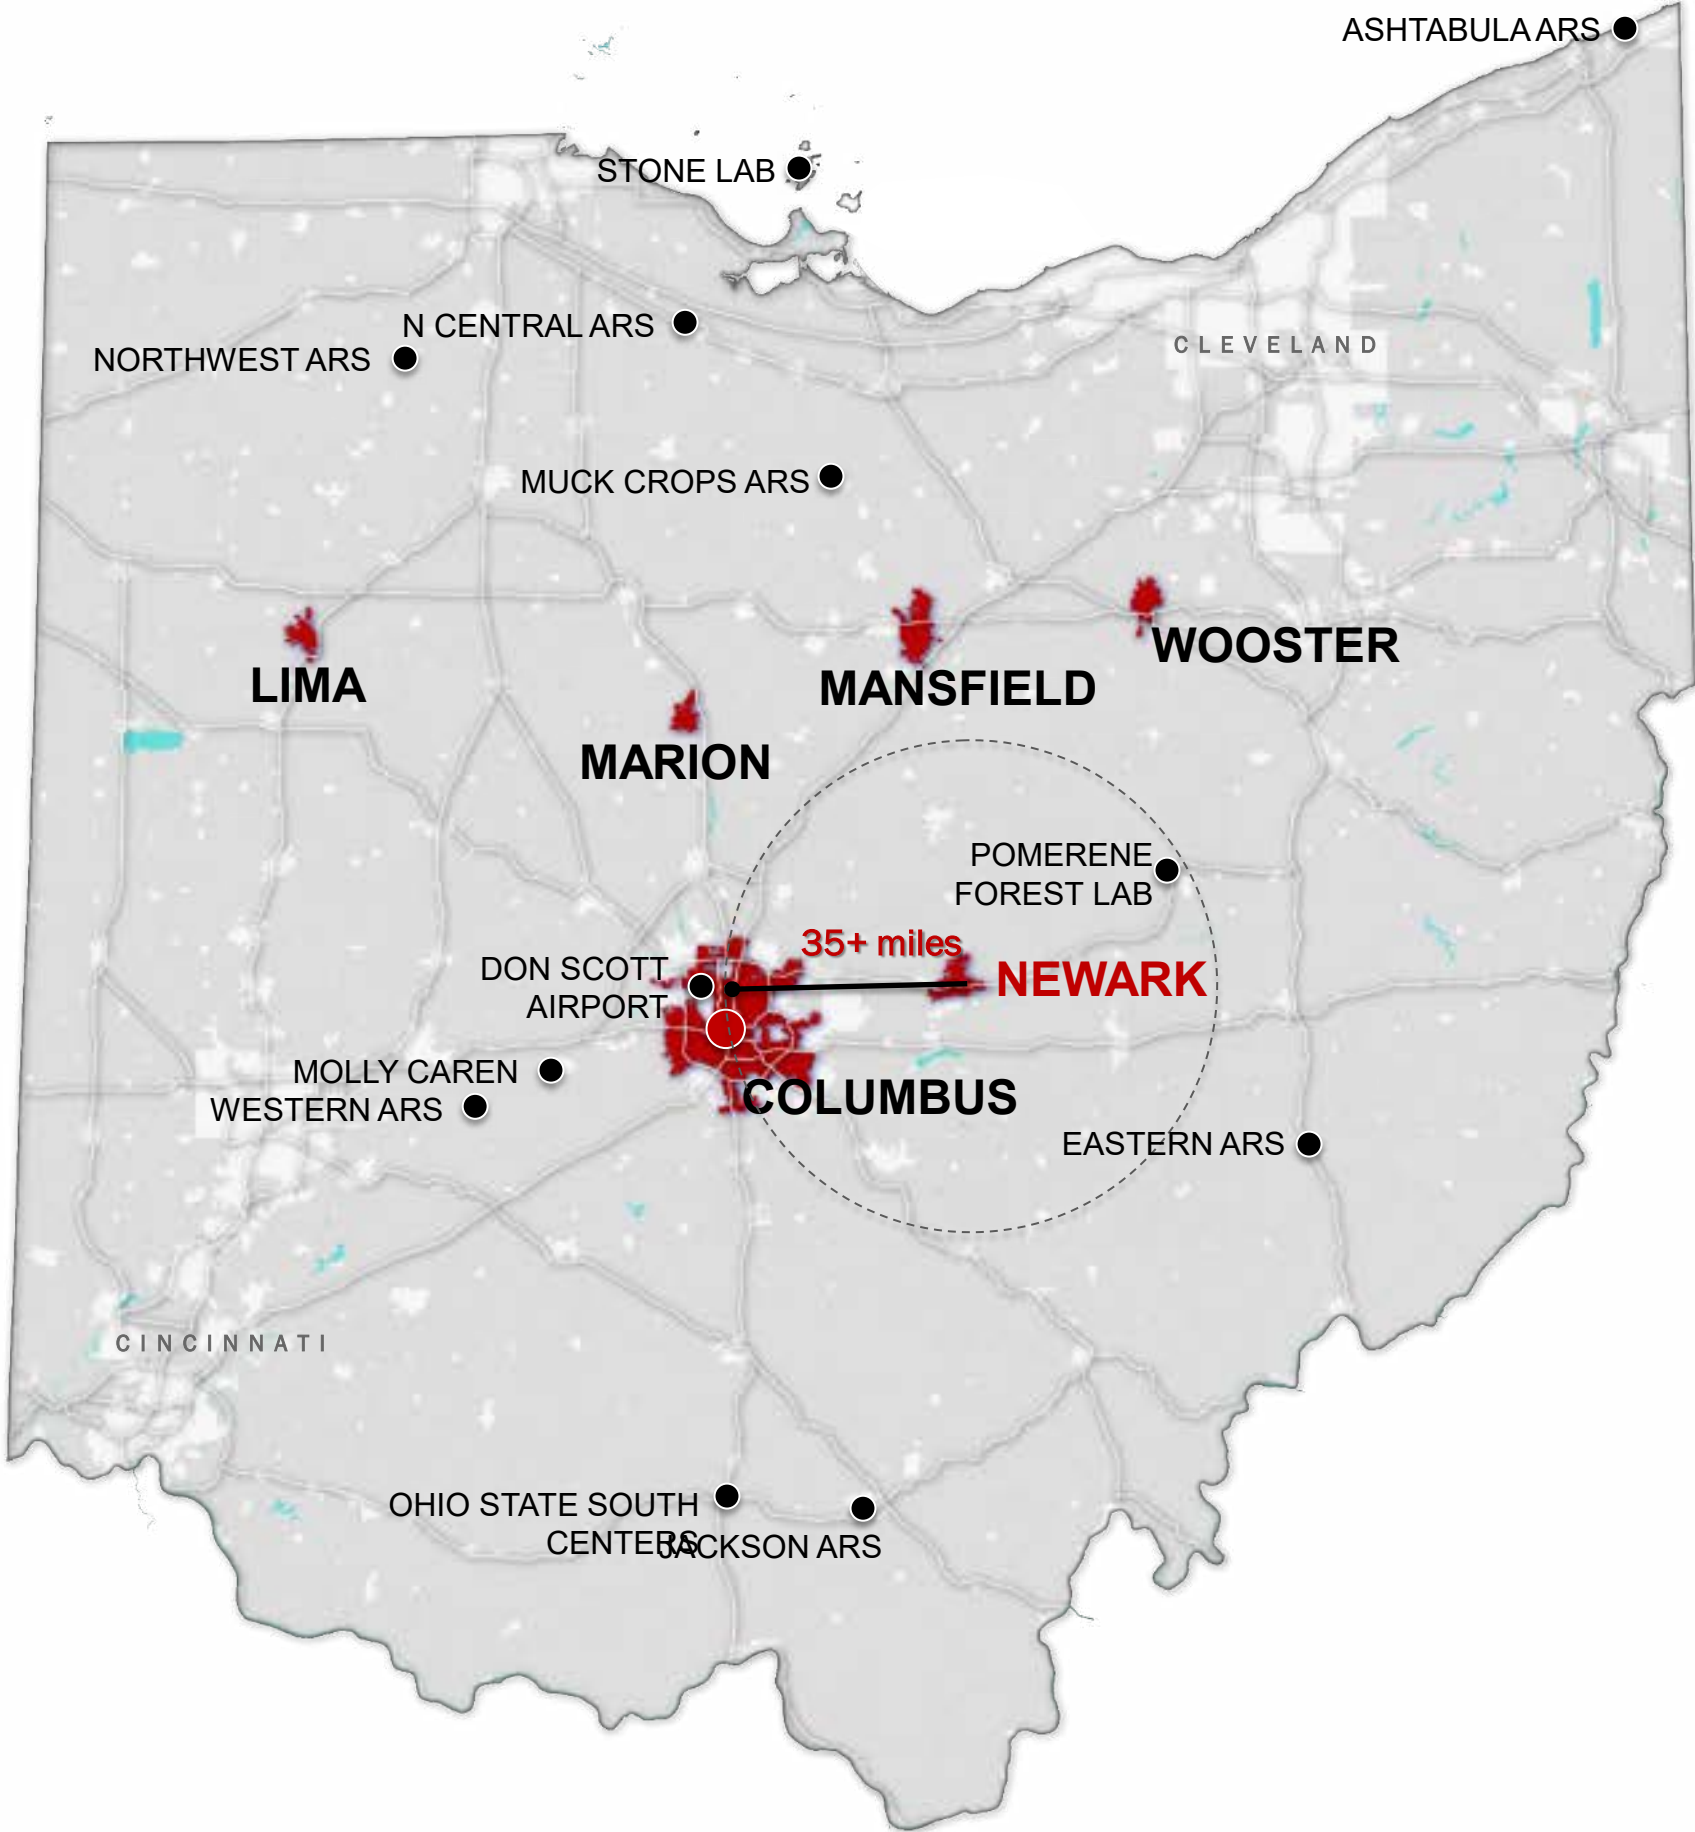 ASHTABULA ARS
STONE LAB
N CENTRAL ARS
CLEVELAND
NORTHWEST ARS
MUCK CROPS ARS
WOOSTER
LIMA
MANSFIELD
MARION
POMERENE
FOREST LAB
35+ miles
DON SCOTT
AIRPORT
NEWARK
MOLLY CAREN
COLUMBUS
WESTERN ARS
EASTERN ARS
CINCINNATI
OHIO STATE SOUTH
CENTERS
JACKSON ARS